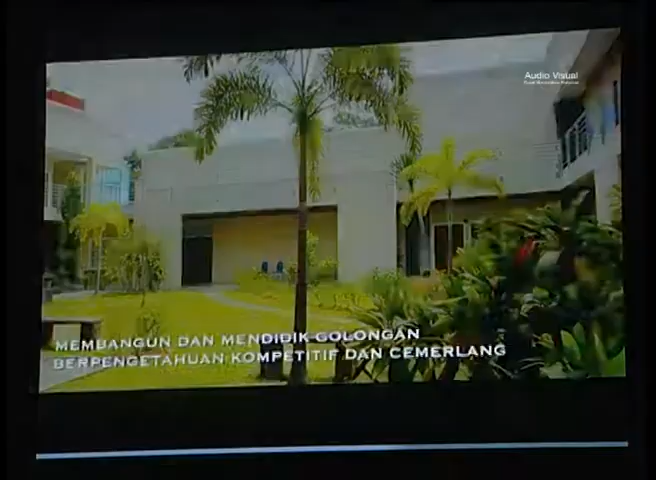 Audio Visual
MEMBANGUN DAN MENDIDIK GOLONGAN
BERPENGETAHUAN KOMPETITIF DAN CEMERLANG